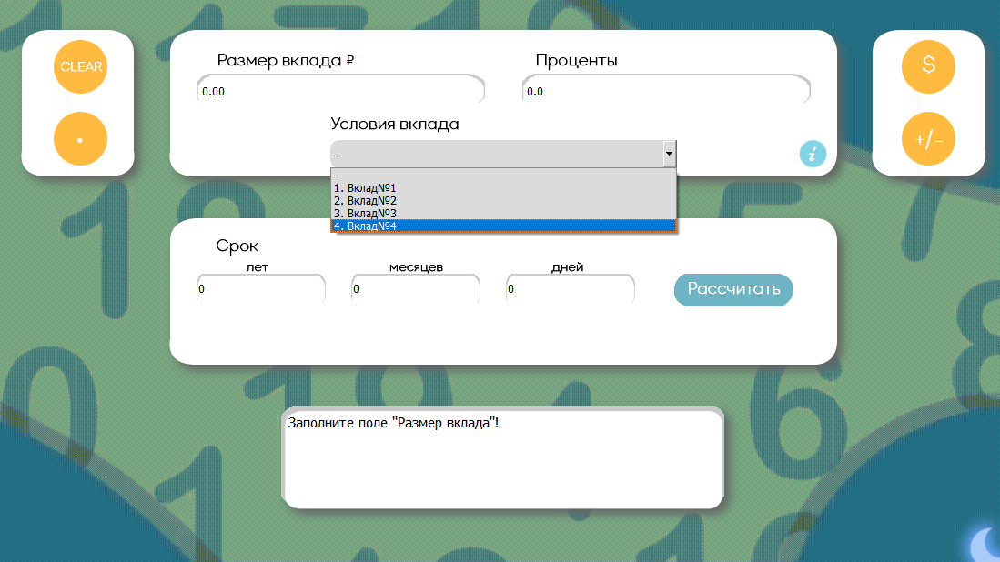 CLEAR
.
Размер вклада ₽
0.00
Проценты
0.0
$
+/-
Условия вклада
-
i
-
1. Вклад№1
2. Вклад№2
3. Вклад№3
4. Вклад№4
Срок
лет
месяцев
дней
0
0
0
Рассчитать
Заполните поле "Размер вклада"!